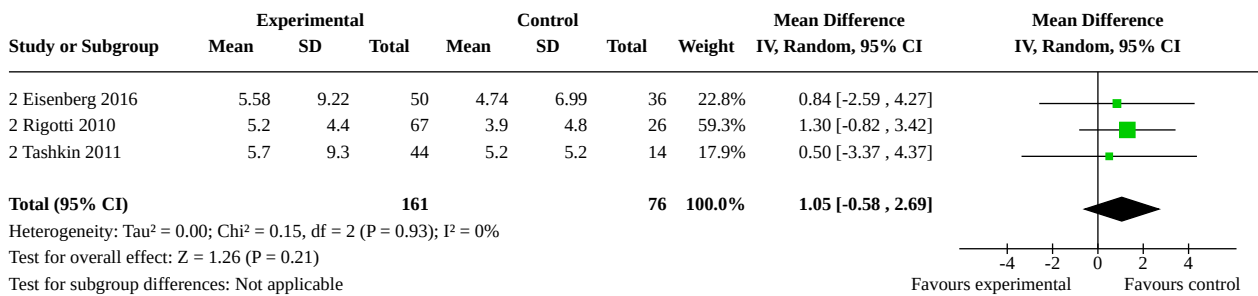 Experimental Control Mean Difference Mean Difference
Study or Subgroup Mean SD Total Mean SD Total Weight IV, Random, 95% CI IV, Random, 95% CI
2 Eisenberg 2016 5.58 9.22 50 4.74 6.99 36 22.8% 0.84 [-2.59 , 4.27]
2 Rigotti 2010 5.2 4.4 67 3.9 4.8 26 59.3% 1.30 [-0.82 , 3.42]
2 Tashkin 2011 5.7 9.3 44 5.2 5.2 14 17.9% 0.50 [-3.37 , 4.37]
Total (95% CI) 161 76 100.0% 1.05 [-0.58 , 2.69]
Heterogeneity: Tau² = 0.00; Chi² = 0.15, df = 2 (P = 0.93); I² = 0%
Test for overall effect: Z = 1.26 (P = 0.21)
-4 -2 0 2 4
Test for subgroup differences: Not applicable Favours experimental Favours control